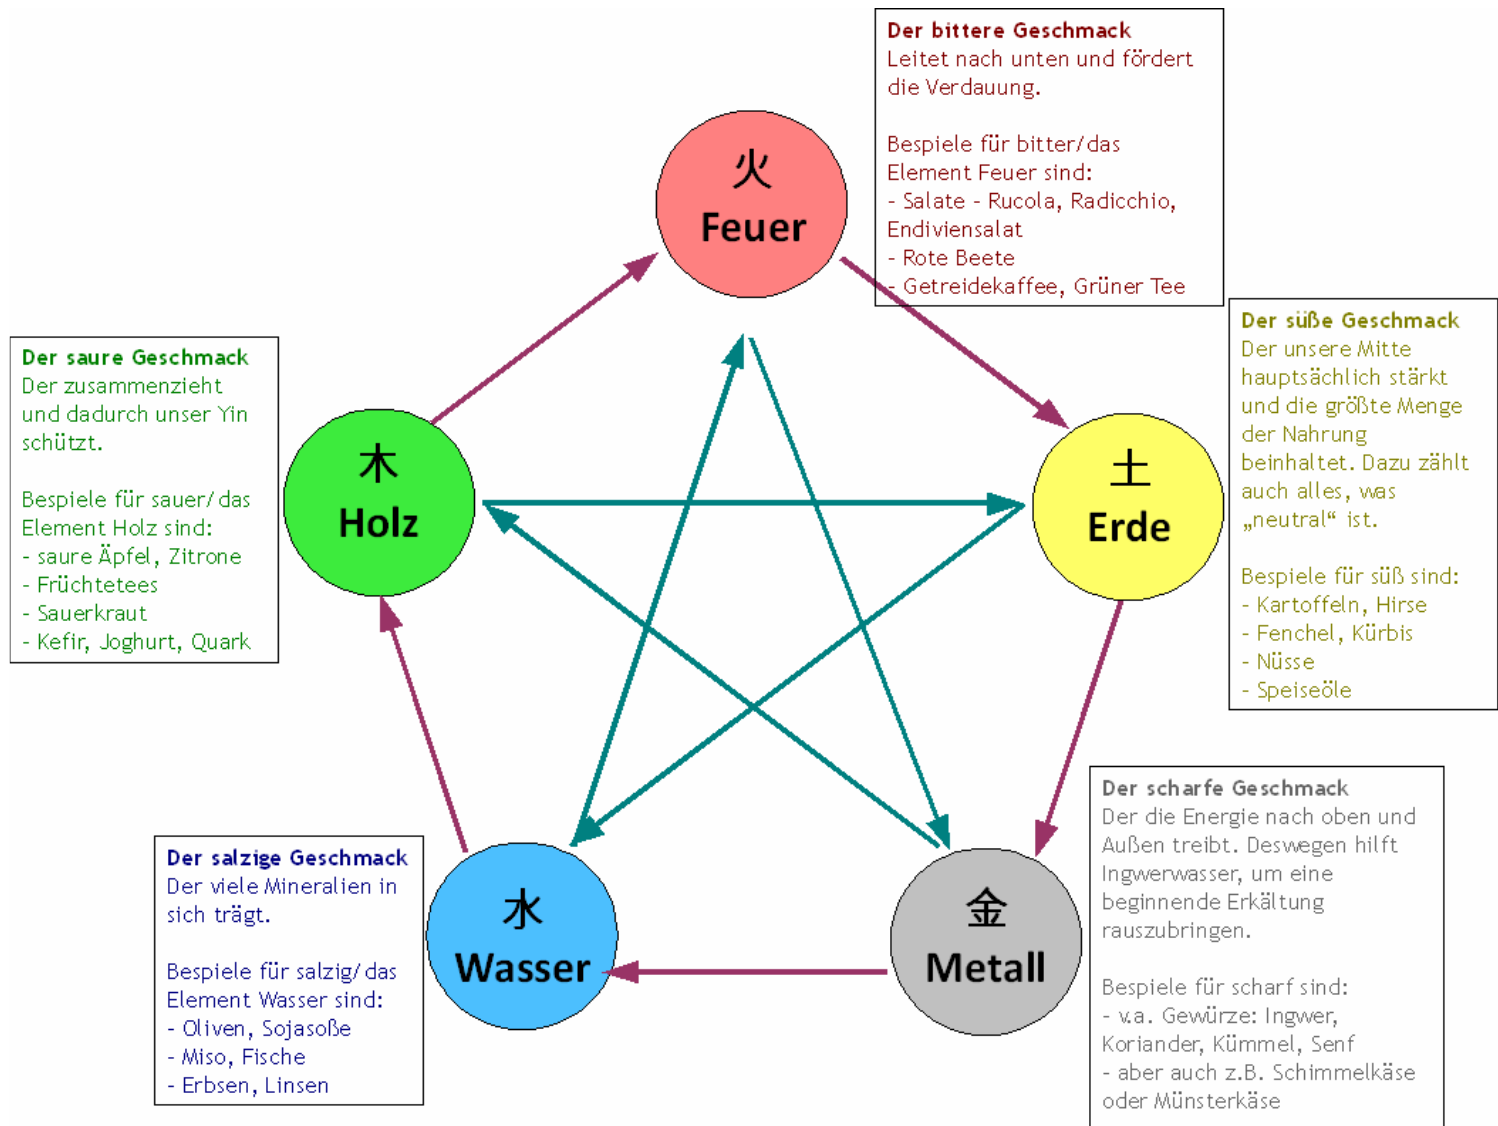 Der bittere Geschmack
Leitet nach unten und fördert
die Verdauung.
Bespiele für bitter/das
Element Feuer sind:
- Salate - Rucola, Radicchio,
Endiviensalat
- Rote Beete
- Getreidekaffee, Grüner Tee
火
Feuer
Der süße Geschmack
Der unsere Mitte
hauptsächlich stärkt
und die größte Menge
der Nahrung
beinhaltet. Dazu zählt
auch alles, was
„neutral“ ist.
Bespiele für süß sind:
- Kartoffeln, Hirse
- Fenchel, Kürbis
- Nüsse
- Speiseöle
Der saure Geschmack
Der zusammenzieht
und dadurch unser Yin
schützt.
Bespiele für sauer/das
Element Holz sind:
- saure Äpfel, Zitrone
- Früchtetees
- Sauerkraut
- Kefir, Joghurt, Quark
木
Holz
土
Erde
Der scharfe Geschmack
Der die Energie nach oben und
Außen treibt. Deswegen hilft
Ingwerwasser, um eine
beginnende Erkältung
rauszubringen.
Bespiele für scharf sind:
- v.a. Gewürze: Ingwer,
Koriander, Kümmel, Senf
- aber auch z.B. Schimmelkäse
oder Münsterkäse
Der salzige Geschmack
Der viele Mineralien in
sich trägt.
Bespiele für salzig/das
Element Wasser sind:
- Oliven, Sojasoße
- Miso, Fische
- Erbsen, Linsen
水
Wasser
金
Metall